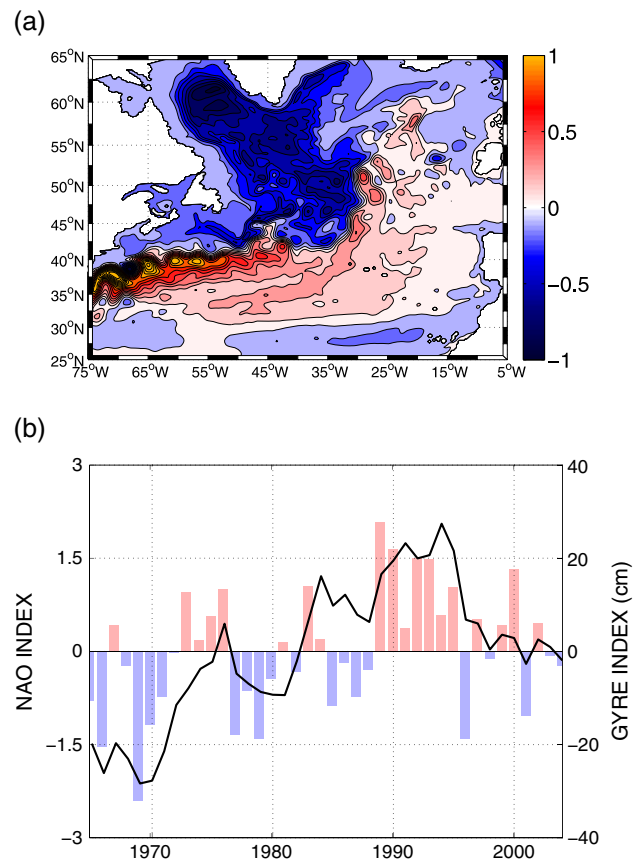 (a)
65°N
60°N
55°N
50°N
45°N
40°N
35°N
30°N
25°N
75°W 65°W 55°W 45°W 35°W 25°W 15°W 5°W
1
0.5
0
−0.5
−1
(b)
3
1.5
0
−1.5
−3
NAO INDEX
40
20
0
−20
−40
GYRE INDEX (cm)
1970 1980 1990 2000